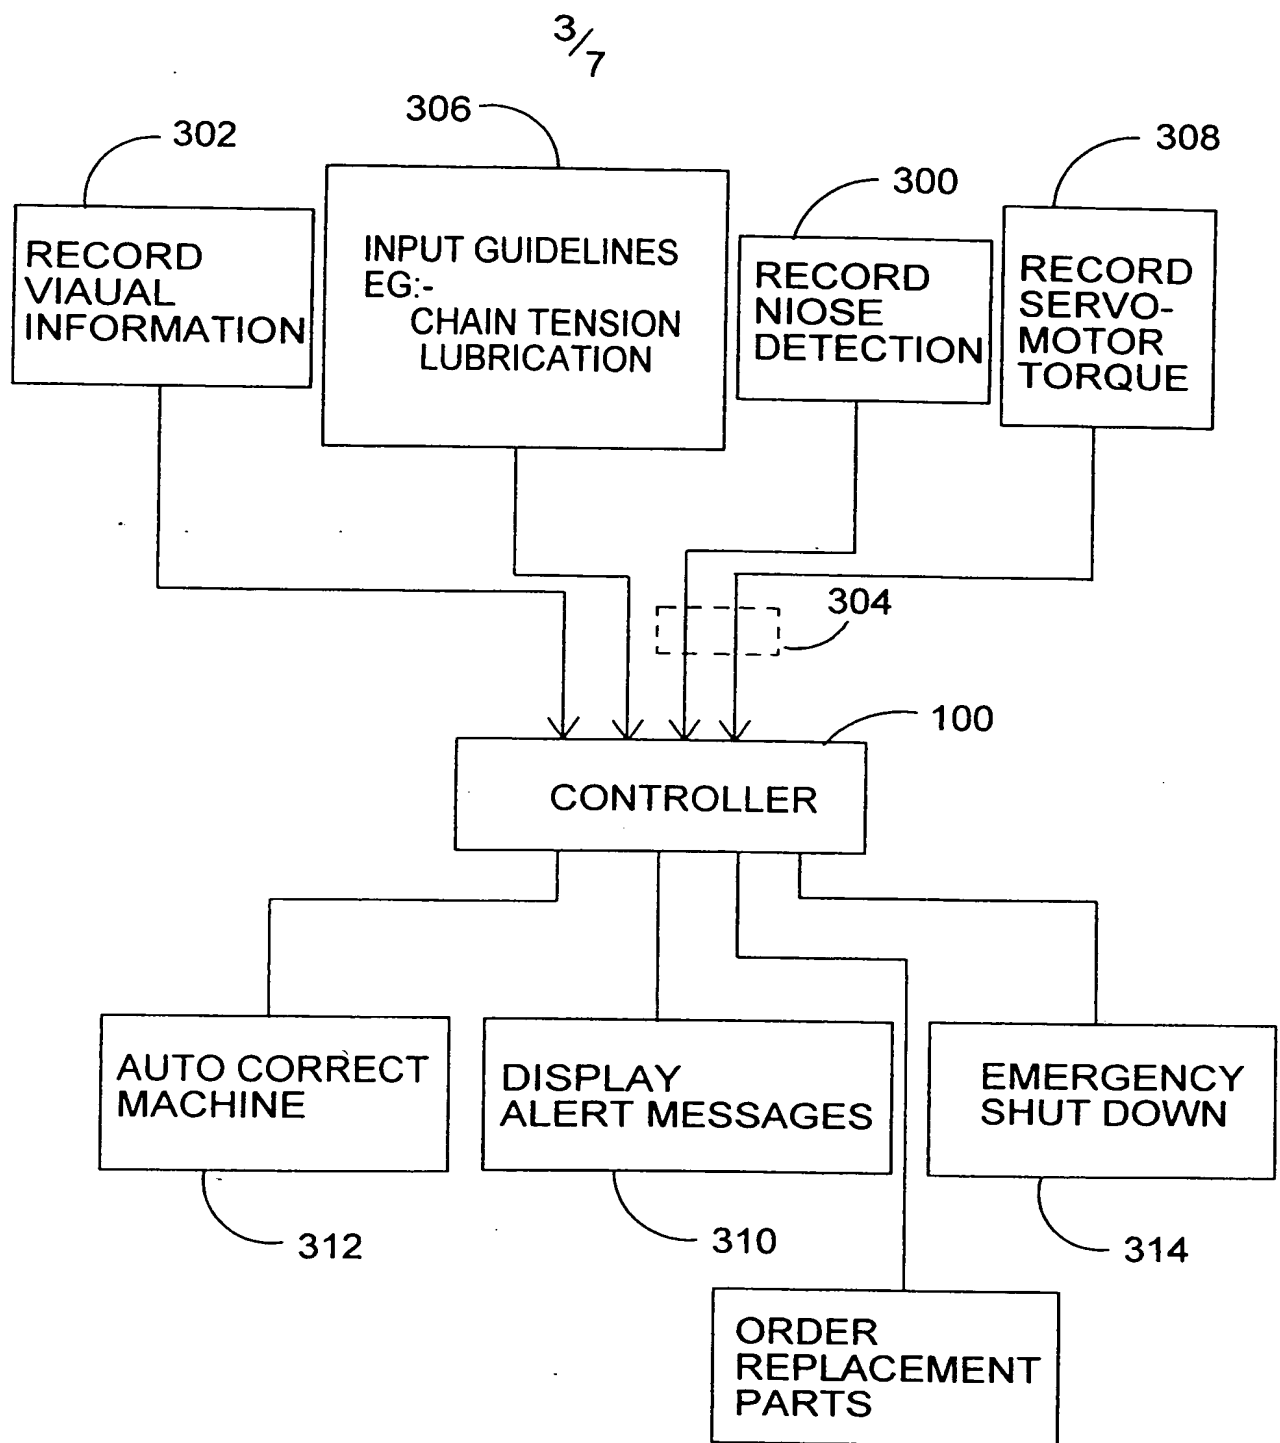 3/7
302
306
300
308
RECORD
VIAUAL
INFORMATION
INPUT GUIDELINES
EG:-
CHAIN TENSION
LUBRICATION
RECORD
NIOSE
DETECTION
RECORD
SERVO-
MOTOR
TORQUE
304
100
CONTROLLER
AUTO CORRECT
MACHINE
DISPLAY
ALERT MESSAGES
EMERGENCY
SHUT DOWN
312
310
314
ORDER
REPLACEMENT
PARTS